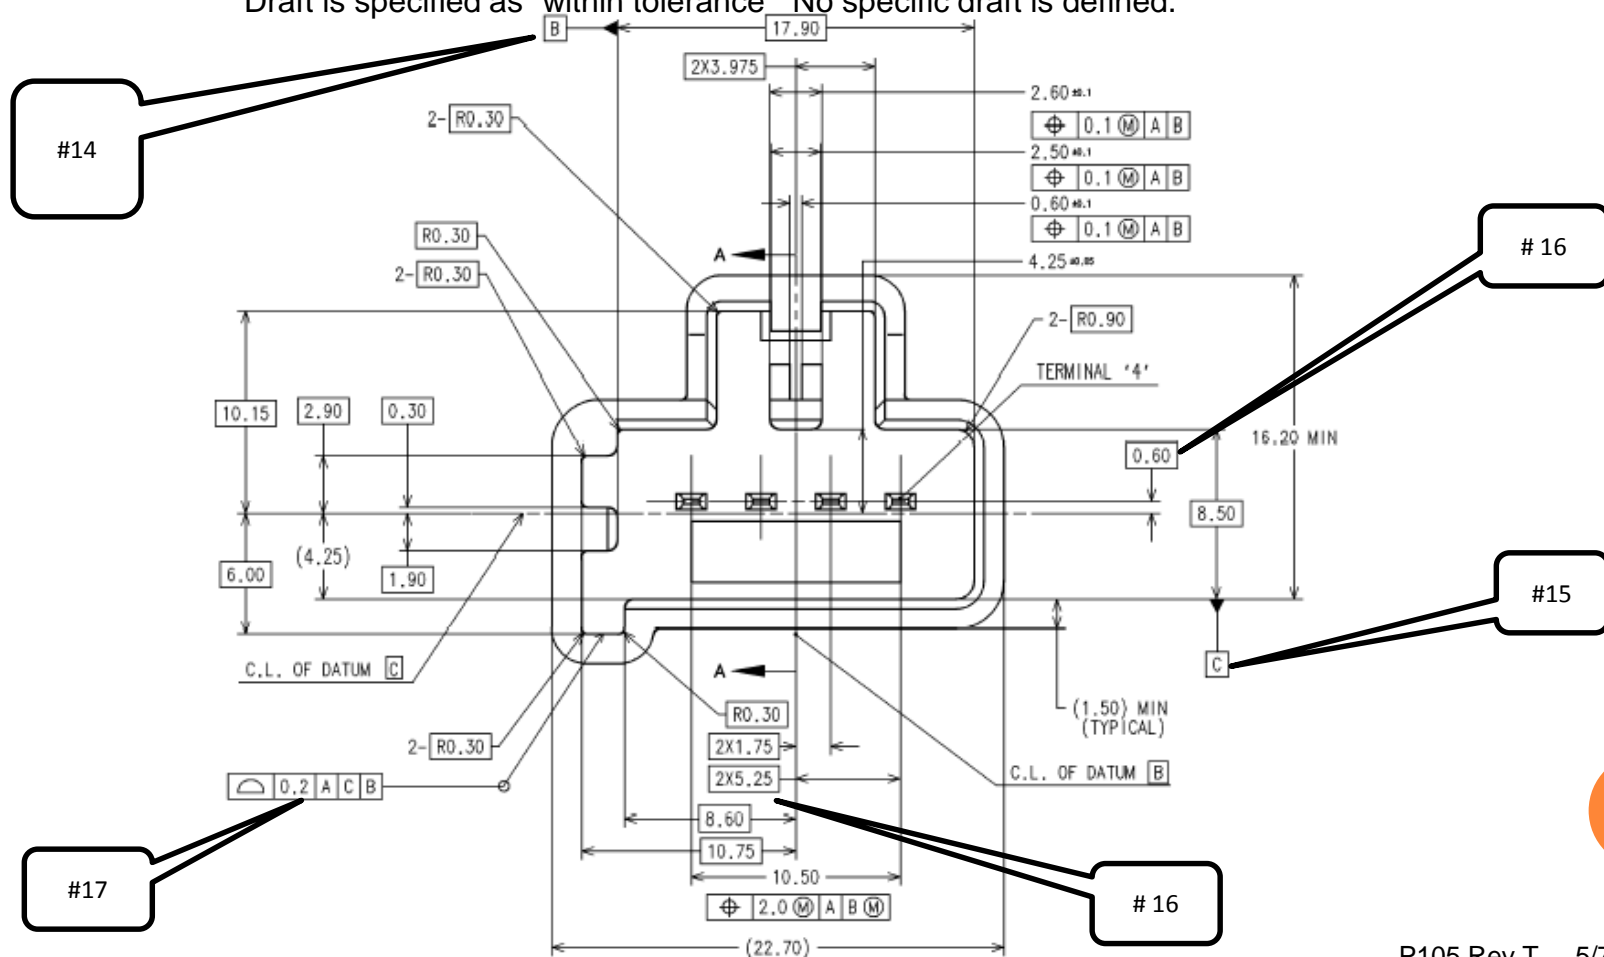 Draft is specified as "within tolerance" No specific draft is defined.
B
17.90
2X3.975
2.60 ±0.1
⌖ 0.1 Ⓜ A B
2-R0.30
#14
2.50 ±0.1
⌖ 0.1 Ⓜ A B
0.60 ±0.1
⌖ 0.1 Ⓜ A B
R0.30
# 16
A
4.25 ±0.05
2-R0.30
2-R0.90
TERMINAL '4'
10.15
2.90
0.30
16.20 MIN
0.60
8.50
(4.25)
6.00
1.90
#15
C.L. OF DATUM C
A
C
R0.30
(1.50) MIN
(TYPICAL)
2-R0.30
2X1.75
C.L. OF DATUM B
2X5.25
⌓ 0.2 A C B
8.60
10.75
#17
10.50
# 16
⌖ 2.0 Ⓜ A B Ⓜ
(22.70)